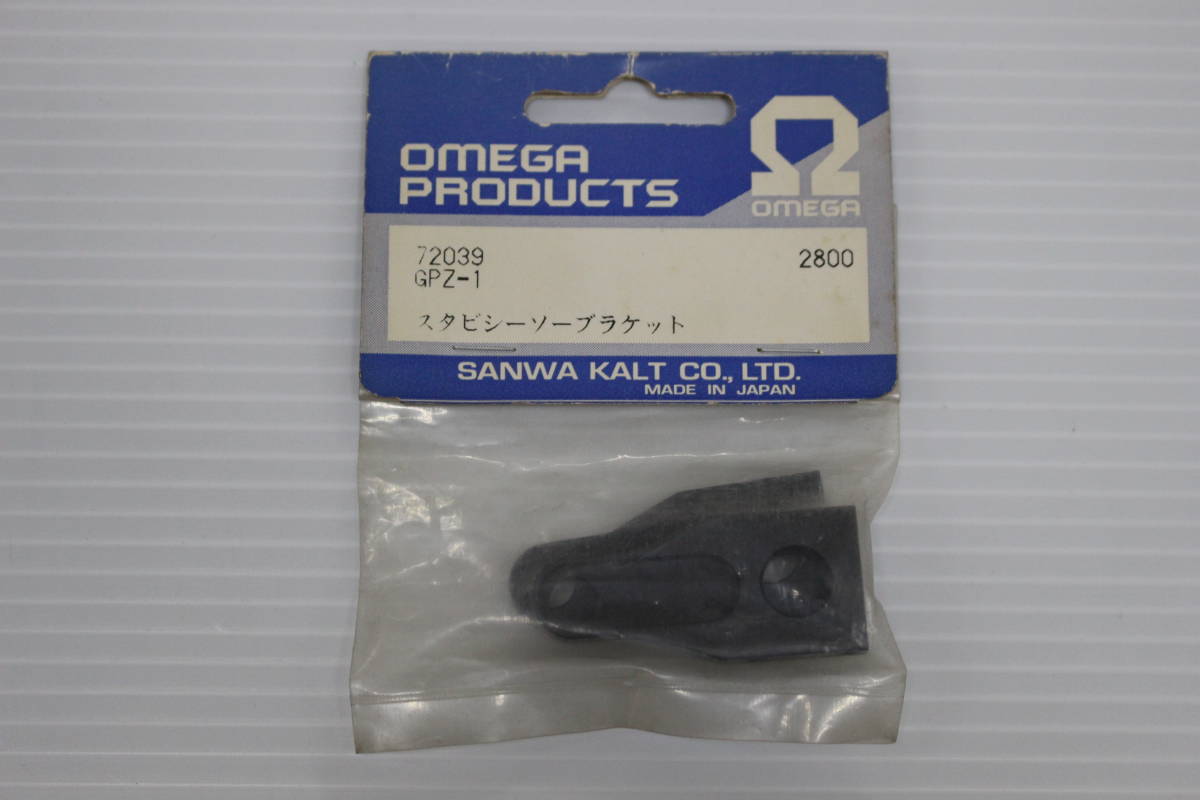 OMEGA
PRODUCTS
OMEGA
72039 2800
GPZ-1
スタビシーソーブラケット
SANWA KALT CO., LTD.
MADE IN JAPAN